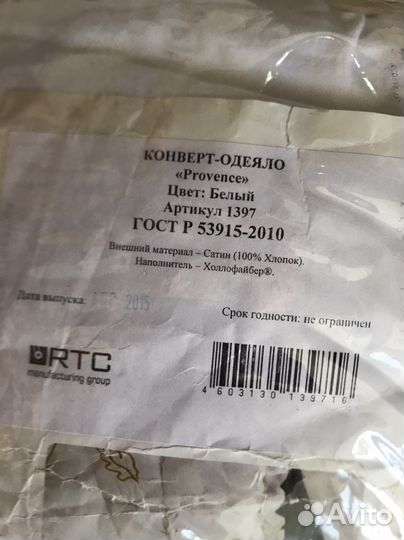 КОНВЕРТ-ОДЕЯЛО
«Provence»
Цвет: Белый
Артикул 1397
ГОСТ Р 53915-2010
Внешний материал – Сатин (100% Хлопок).
Наполнитель – Холлофайбер®.
Дата выпуска: 2015
Срок годности: не ограничен
RTC
manufacturing group
4 603130 139716
Avito